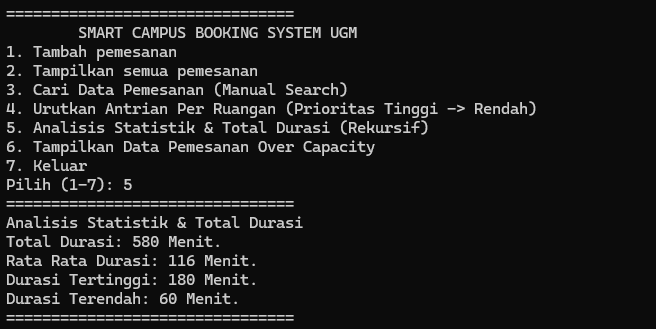 ================================
SMART CAMPUS BOOKING SYSTEM UGM
1. Tambah pemesanan
2. Tampilkan semua pemesanan
3. Cari Data Pemesanan (Manual Search)
4. Urutkan Antrian Per Ruangan (Prioritas Tinggi -> Rendah)
5. Analisis Statistik & Total Durasi (Rekursif)
6. Tampilkan Data Pemesanan Over Capacity
7. Keluar
Pilih (1-7): 5
================================
Analisis Statistik & Total Durasi
Total Durasi: 580 Menit.
Rata Rata Durasi: 116 Menit.
Durasi Tertinggi: 180 Menit.
Durasi Terendah: 60 Menit.
================================